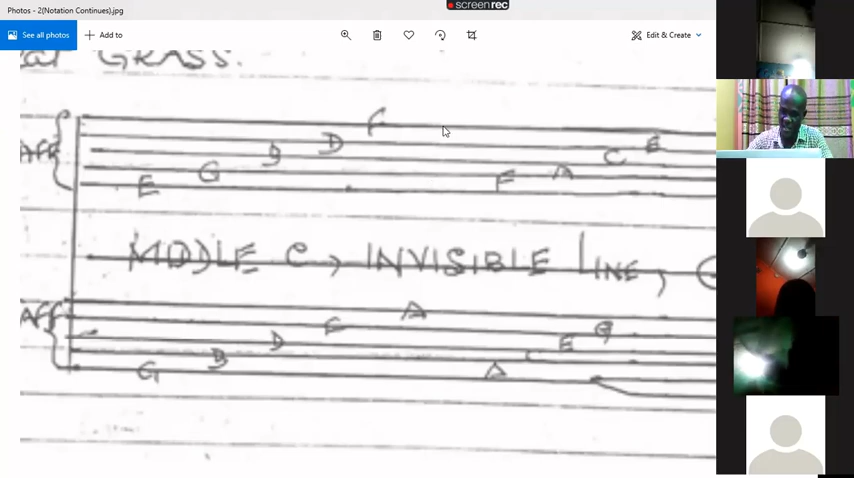 Photos - 2(Notation Continues).jpg
screenrec
See all photos
Add to
Edit & Create
GRASS.
F
D
B
G
E
E
C
A
F
MIDDLE C, INVISIBLE LINE,
A
F
D
B
G
G
E
C
A